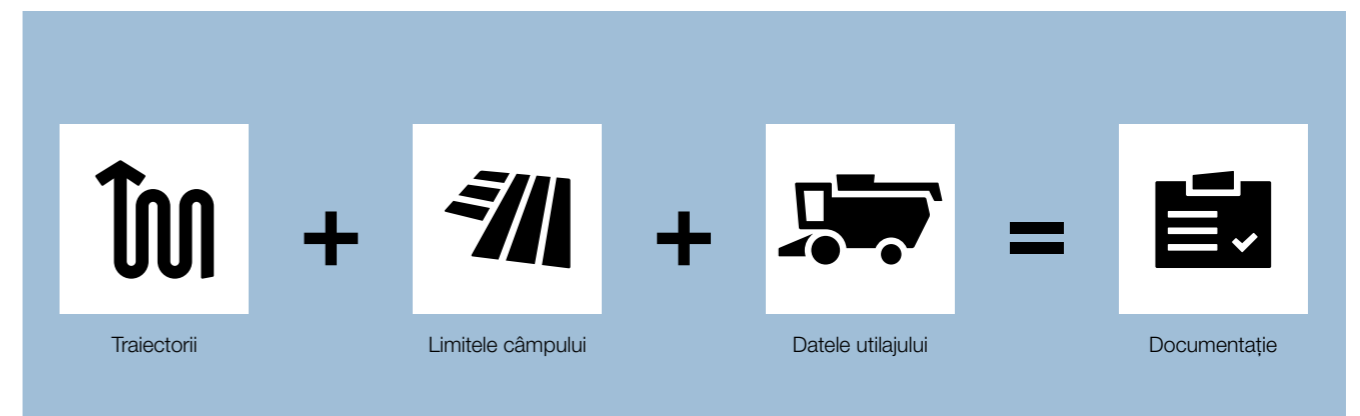 Traiectorii
+
Limitele câmpului
+
Datele utilajului
=
Documentație